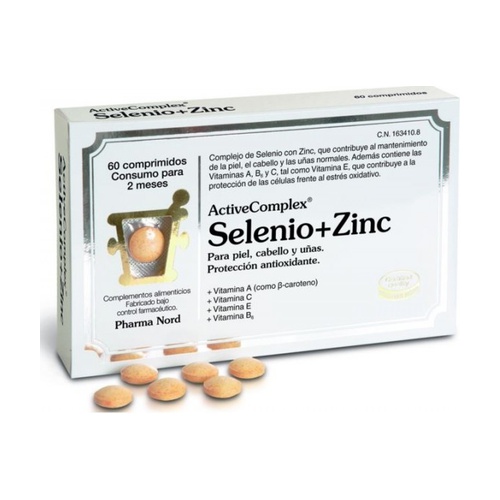 ActiveComplex®
Selenio+Zinc
60 comprimidos
60 comprimidos
Consumo para
2 meses
C.N. 163410.8
Complejo de Selenio con Zinc, que contribuye al mantenimiento
de la piel, el cabello y las uñas normales. Además contiene las
Vitaminas A, B₆ y C, tal como Vitamina E, que contribuye a la
protección de las células frente al estrés oxidativo.
ActiveComplex®
Selenio+Zinc
Para piel, cabello y uñas.
Protección antioxidante.
+ Vitamina A (como β-caroteno)
+ Vitamina C
+ Vitamina E
+ Vitamina B₆
Complementos alimenticios
Fabricado bajo
control farmacéutico.
Pharma Nord
ActiveComplex
Selenio+Zinc